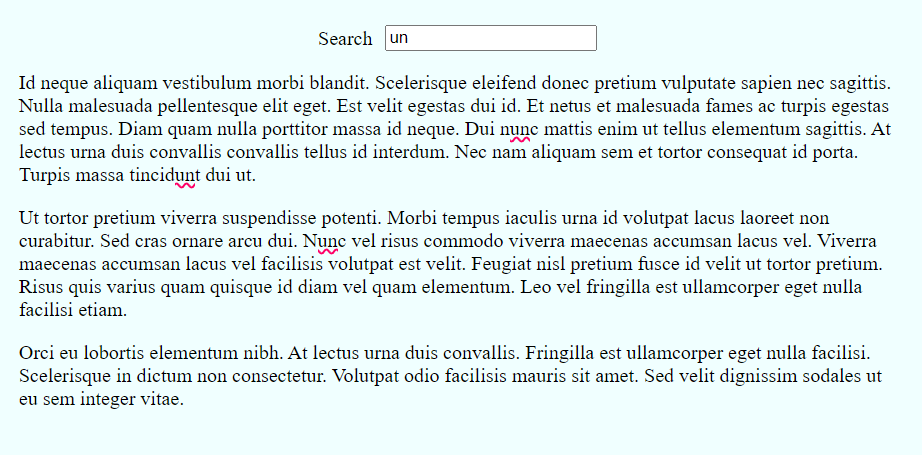 Search un
Id neque aliquam vestibulum morbi blandit. Scelerisque eleifend donec pretium vulputate sapien nec sagittis.
Nulla malesuada pellentesque elit eget. Est velit egestas dui id. Et netus et malesuada fames ac turpis egestas
sed tempus. Diam quam nulla porttitor massa id neque. Dui nunc mattis enim ut tellus elementum sagittis. At
lectus urna duis convallis convallis tellus id interdum. Nec nam aliquam sem et tortor consequat id porta.
Turpis massa tincidunt dui ut.
Ut tortor pretium viverra suspendisse potenti. Morbi tempus iaculis urna id volutpat lacus laoreet non
curabitur. Sed cras ornare arcu dui. Nunc vel risus commodo viverra maecenas accumsan lacus vel. Viverra
maecenas accumsan lacus vel facilisis volutpat est velit. Feugiat nisl pretium fusce id velit ut tortor pretium.
Risus quis varius quam quisque id diam vel quam elementum. Leo vel fringilla est ullamcorper eget nulla
facilisi etiam.
Orci eu lobortis elementum nibh. At lectus urna duis convallis. Fringilla est ullamcorper eget nulla facilisi.
Scelerisque in dictum non consectetur. Volutpat odio facilisis mauris sit amet. Sed velit dignissim sodales ut
eu sem integer vitae.